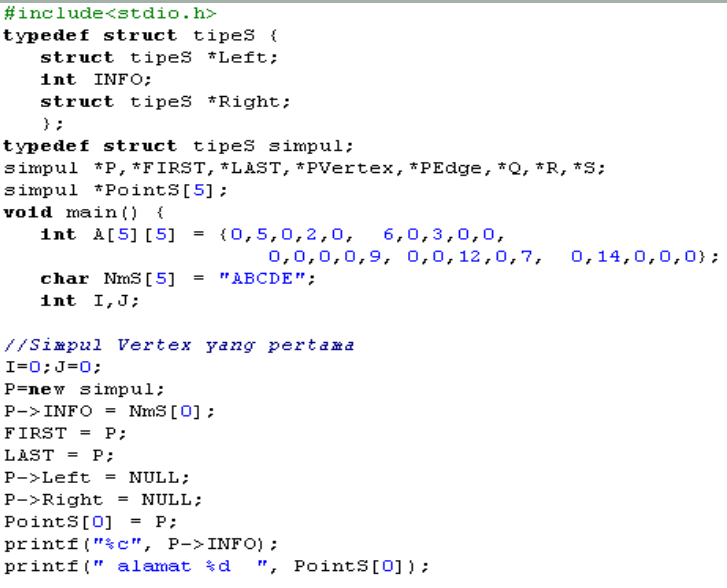 #include<stdio.h>
typedef struct tipeS {
   struct tipeS *Left;
   int INFO;
   struct tipeS *Right;
   };
typedef struct tipeS simpul;
simpul *P,*FIRST,*LAST,*PVertex,*PEdge,*Q,*R,*S;
simpul *PointS[5];
void main() {
   int A[5][5] = {0,5,0,2,0,  6,0,3,0,0,
                      0,0,0,0,9, 0,0,12,0,7,  0,14,0,0,0};
   char NmS[5] = "ABCDE";
   int I,J;
//Simpul Vertex yang pertama
I=0;J=0;
P=new simpul;
P->INFO = NmS[0];
FIRST = P;
LAST = P;
P->Left = NULL;
P->Right = NULL;
PointS[0] = P;
printf("%c", P->INFO);
printf(" alamat %d  ", PointS[0]);